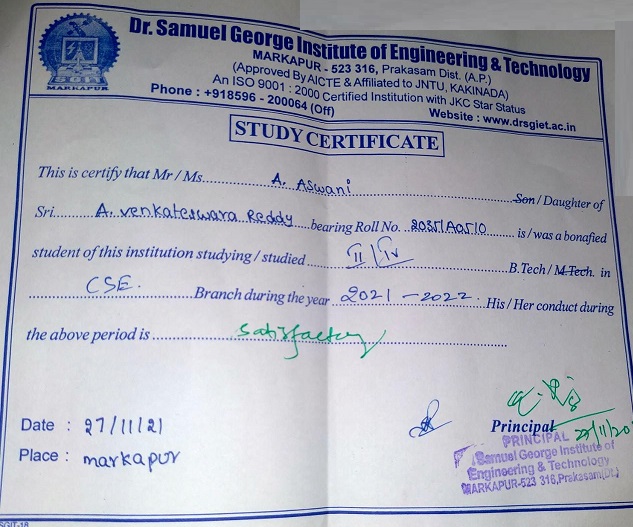 Dr. Samuel George Institute of Engineering & Technology
MARKAPUR - 523 316, Prakasam Dist. (A.P.)
(Approved By AICTE & Affiliated to JNTU, KAKINADA)
An ISO 9001 : 2000 Certified Institution with JKC Star Status
Phone : +918596 - 200064 (Off) Website : www.drsgiet.ac.in
MARKAPUR
STUDY CERTIFICATE
This is certify that Mr / Ms. A. Aswani Son / Daughter of
Sri. A. Venkateswara Reddy bearing Roll No. is / was a bonafied
student of this institution studying / studied II/IV B.Tech / M.Tech. in
CSE. Branch during the year 2021 - 2022 His / Her conduct during
the above period is Satisfactory
Date : 27/11/21
Place : markapur
Principal
PRINCIPAL
Samuel George Institute of
Engineering & Technology
MARKAPUR-523 316, Prakasam(Dt.)
SGIT-18